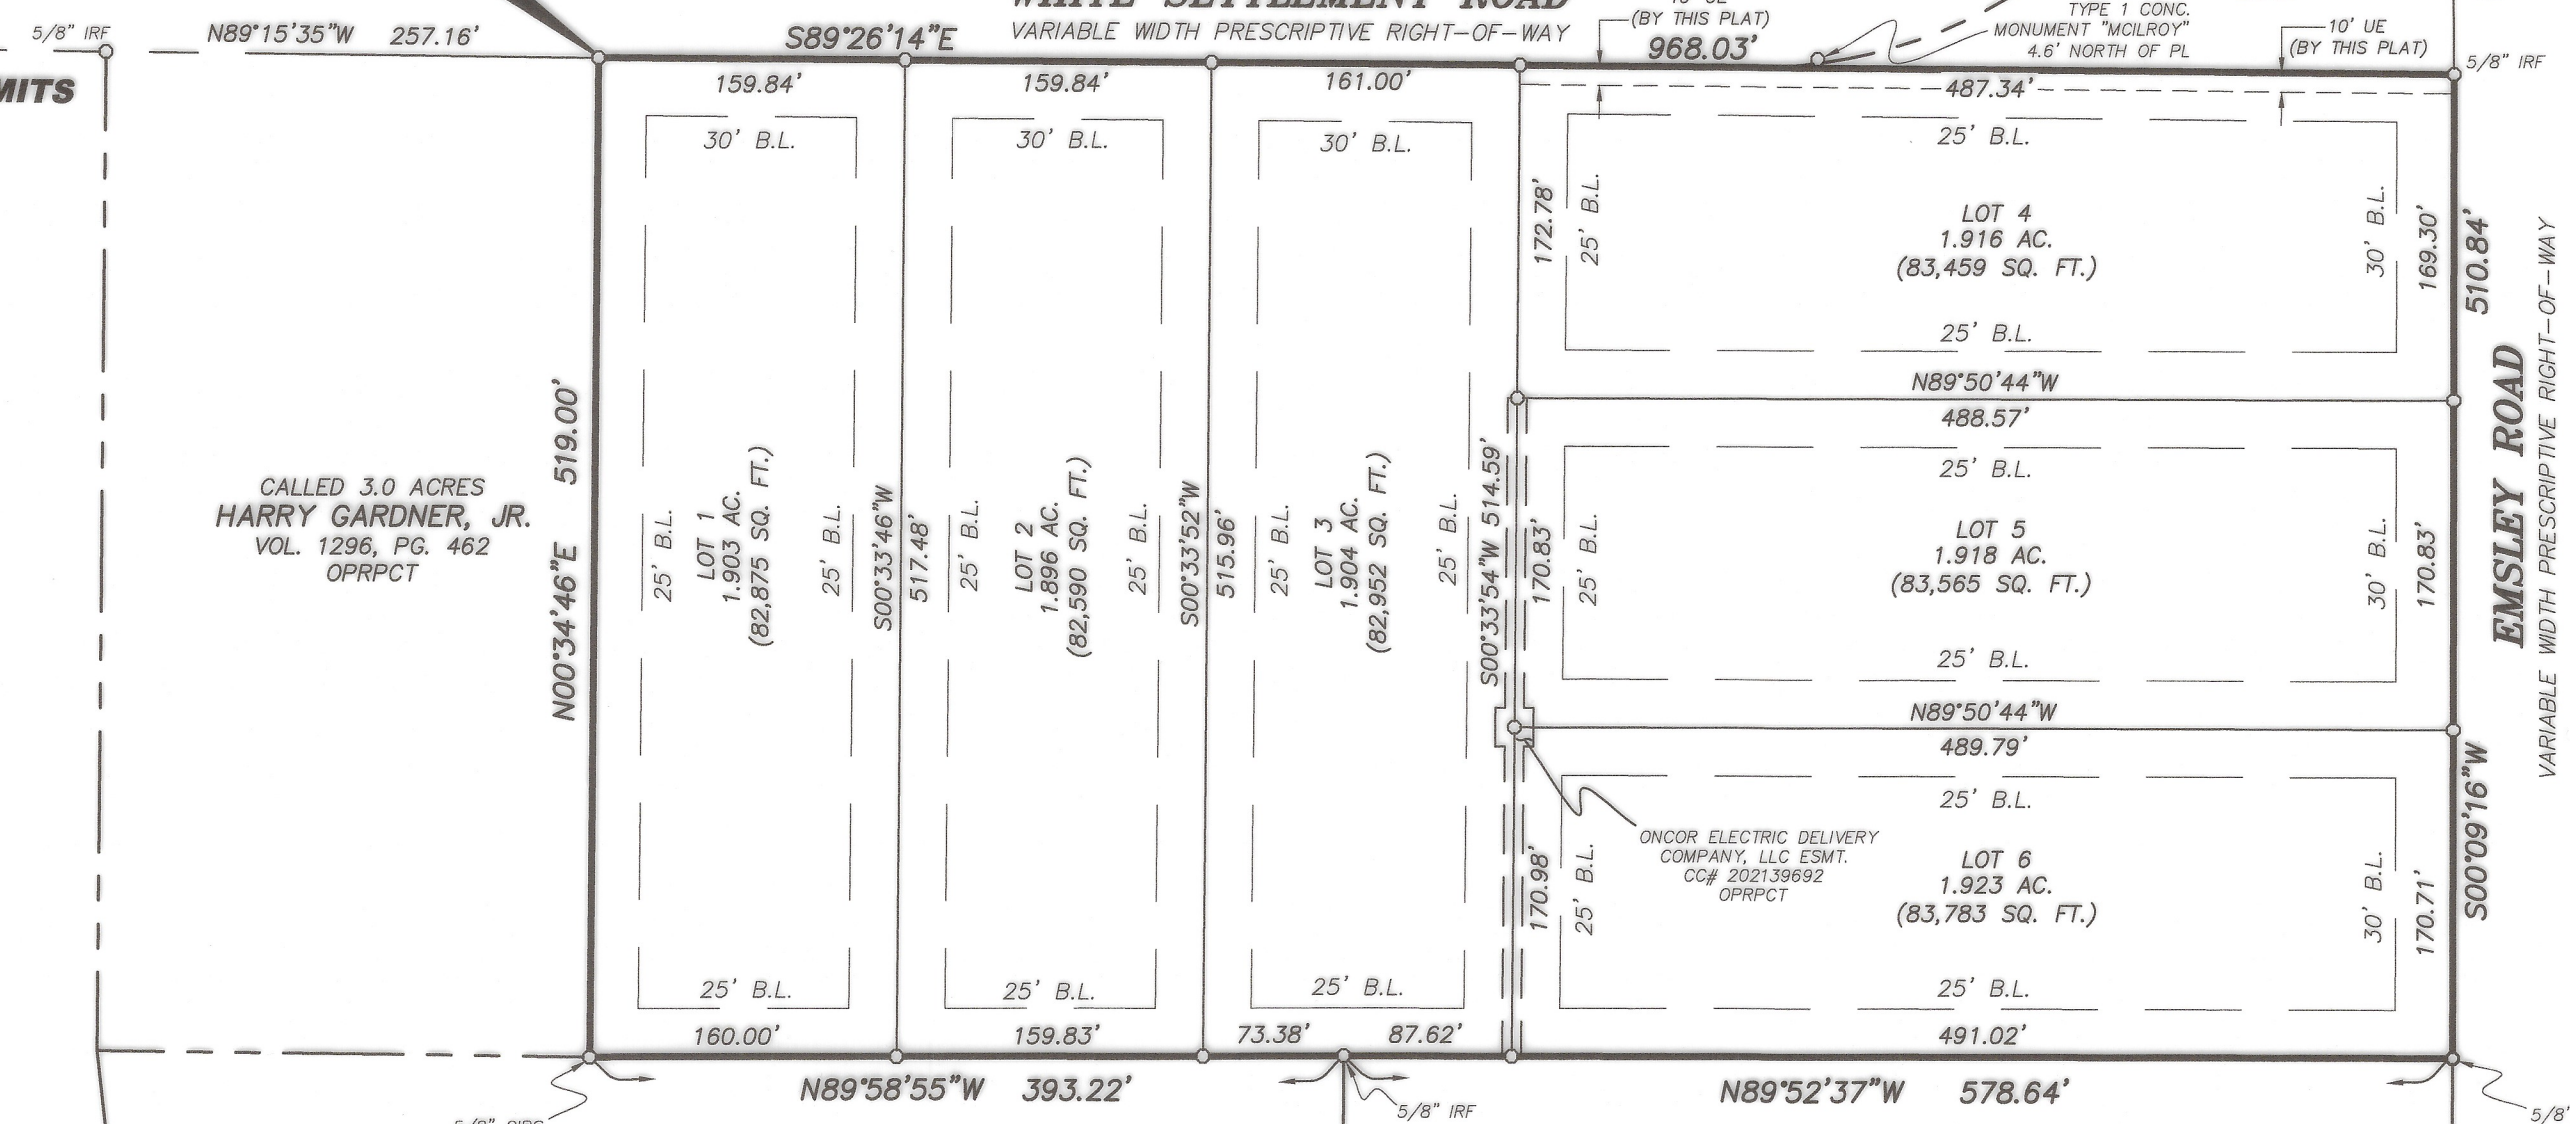 WHITE SETTLEMENT ROAD
VARIABLE WIDTH PRESCRIPTIVE RIGHT-OF-WAY
5/8" IRF
N89°15'35"W 257.16'
S89°26'14"E
968.03'
(BY THIS PLAT)
TYPE 1 CONC.
MONUMENT "MCILROY"
4.6' NORTH OF PL
10' UE
(BY THIS PLAT)
5/8" IRF
MITS
159.84'
159.84'
161.00'
487.34'
30' B.L.
30' B.L.
30' B.L.
25' B.L.
CALLED 3.0 ACRES
HARRY GARDNER, JR.
VOL. 1296, PG. 462
OPRPCT
N00°34'46"E 519.00'
25' B.L.
LOT 1
1.903 AC.
(82,875 SQ. FT.)
25' B.L.
S00°33'46"W
517.48'
25' B.L.
LOT 2
1.896 AC.
(82,590 SQ. FT.)
25' B.L.
S00°33'52"W
515.96'
25' B.L.
LOT 3
1.904 AC.
(82,952 SQ. FT.)
25' B.L.
S00°33'54"W 514.59'
172.78'
25' B.L.
LOT 4
1.916 AC.
(83,459 SQ. FT.)
30' B.L.
169.30'
25' B.L.
N89°50'44"W
488.57'
25' B.L.
170.83'
25' B.L.
LOT 5
1.918 AC.
(83,565 SQ. FT.)
30' B.L.
170.83'
25' B.L.
N89°50'44"W
489.79'
25' B.L.
ONCOR ELECTRIC DELIVERY
COMPANY, LLC ESMT.
CC# 202139692
OPRPCT
170.98'
25' B.L.
LOT 6
1.923 AC.
(83,783 SQ. FT.)
30' B.L.
170.71'
25' B.L.
510.84'
EMSLEY ROAD
VARIABLE WIDTH PRESCRIPTIVE RIGHT-OF-WAY
S00°09'16"W
25' B.L.
25' B.L.
25' B.L.
160.00'
159.83'
73.38'
87.62'
491.02'
N89°58'55"W 393.22'
N89°52'37"W 578.64'
5/8" IRF
5/8"